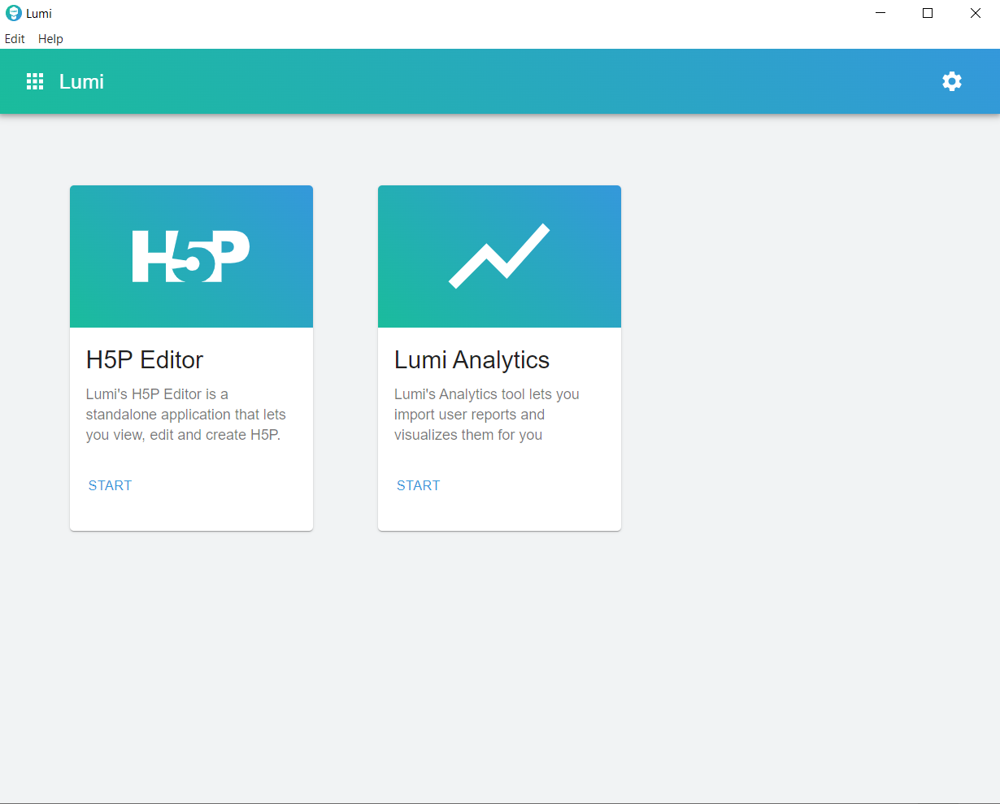 Lumi
Edit Help
Lumi
H5P
H5P Editor
Lumi's H5P Editor is a
standalone application that lets
you view, edit and create H5P.
START
Lumi Analytics
Lumi's Analytics tool lets you
import user reports and
visualizes them for you
START